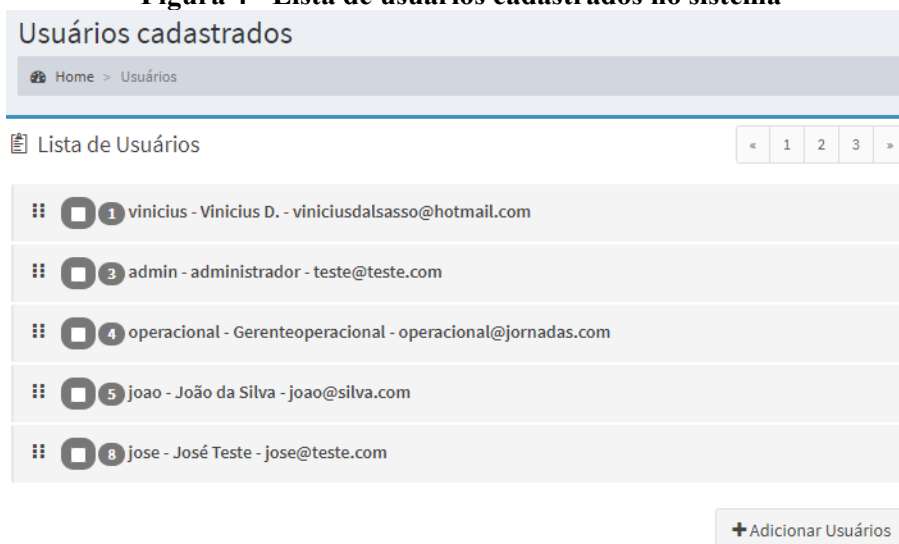 Figura 4 - Lista de usuários cadastrados no sistema
Usuários cadastrados
Home > Usuários
Lista de Usuários
« 1 2 3 »
1 vinicius - Vinicius D. - viniciusdalsasso@hotmail.com
3 admin - administrador - teste@teste.com
4 operacional - Gerenteoperacional - operacional@jornadas.com
5 joao - João da Silva - joao@silva.com
8 jose - José Teste - jose@teste.com
+ Adicionar Usuários